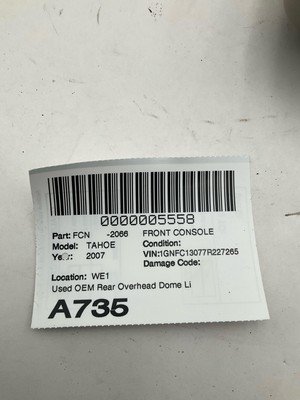 0000005558
Part: FCN -2066 FRONT CONSOLE
Model: TAHOE Condition:
Year: 2007 VIN:1GNFC13077R227265
Damage Code:
Location: WE1
Used OEM Rear Overhead Dome Li
A735